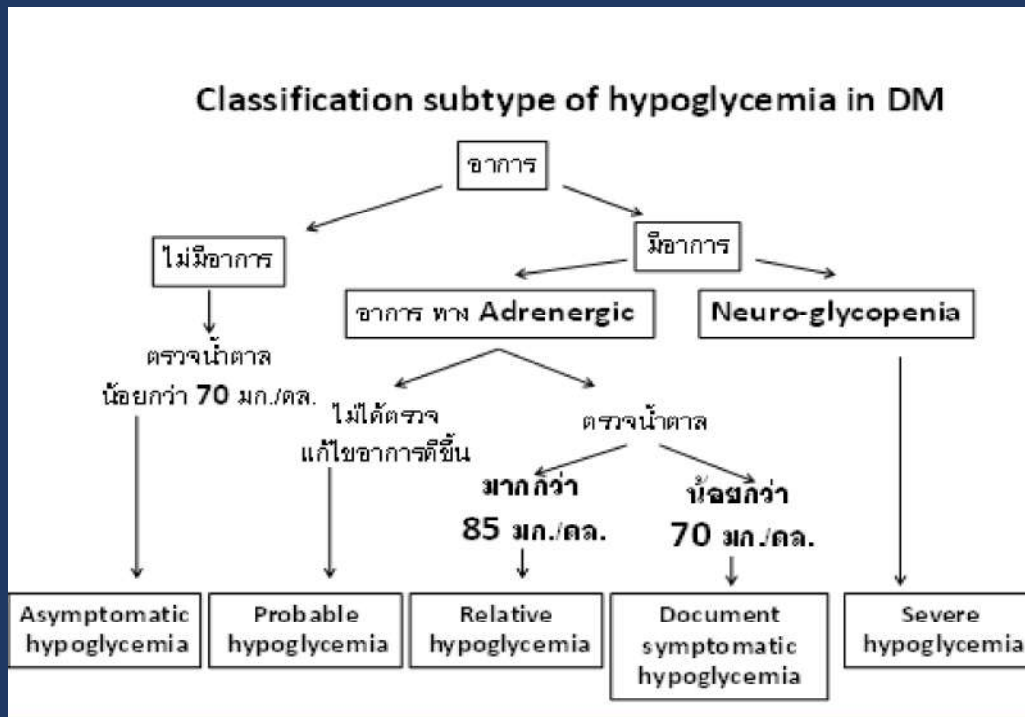 Classification subtype of hypoglycemia in DM
อาการ
ไม่มีอาการ
มีอาการ
อาการ ทาง Adrenergic
Neuro-glycopenia
ตรวจน้ำตาล
น้อยกว่า 70 มก./ดล.
ไม่ได้ตรวจ
แก้ไขอาการดีขึ้น
ตรวจน้ำตาล
มากกว่า
85 มก./ดล.
น้อยกว่า
70 มก./ดล.
Asymptomatic
hypoglycemia
Probable
hypoglycemia
Relative
hypoglycemia
Document
symptomatic
hypoglycemia
Severe
hypoglycemia